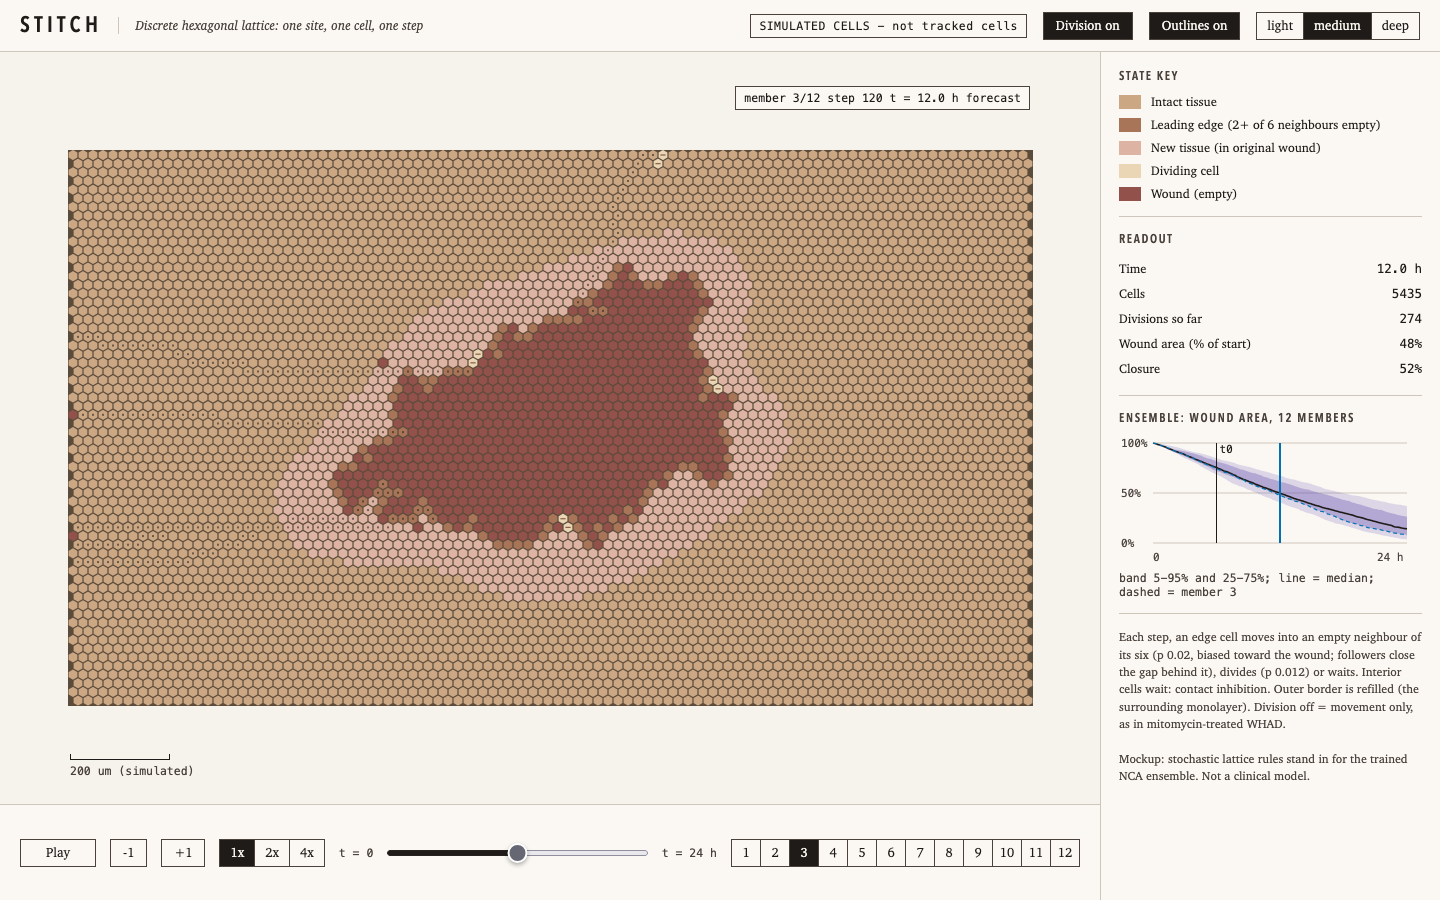 STITCH
Discrete hexagonal lattice: one site, one cell, one step
SIMULATED CELLS — not tracked cells
Division on
Outlines on
light medium deep
member 3/12 step 120 t = 12.0 h forecast
200 um (simulated)
Play
-1
+1
1x 2x 4x
t = 0
t = 24 h
1 2 3 4 5 6 7 8 9 10 11 12
STATE KEY
Intact tissue
Leading edge (2+ of 6 neighbours empty)
New tissue (in original wound)
Dividing cell
Wound (empty)
READOUT
Time 12.0 h
Cells 5435
Divisions so far 274
Wound area (% of start) 48%
Closure 52%
ENSEMBLE: WOUND AREA, 12 MEMBERS
100%
t0
50%
0%
0 24 h
band 5–95% and 25–75%; line = median;
dashed = member 3
Each step, an edge cell moves into an empty neighbour of
its six (p 0.02, biased toward the wound; followers close
the gap behind it), divides (p 0.012) or waits. Interior
cells wait: contact inhibition. Outer border is refilled (the
surrounding monolayer). Division off = movement only,
as in mitomycin-treated WHAD.
Mockup: stochastic lattice rules stand in for the trained
NCA ensemble. Not a clinical model.